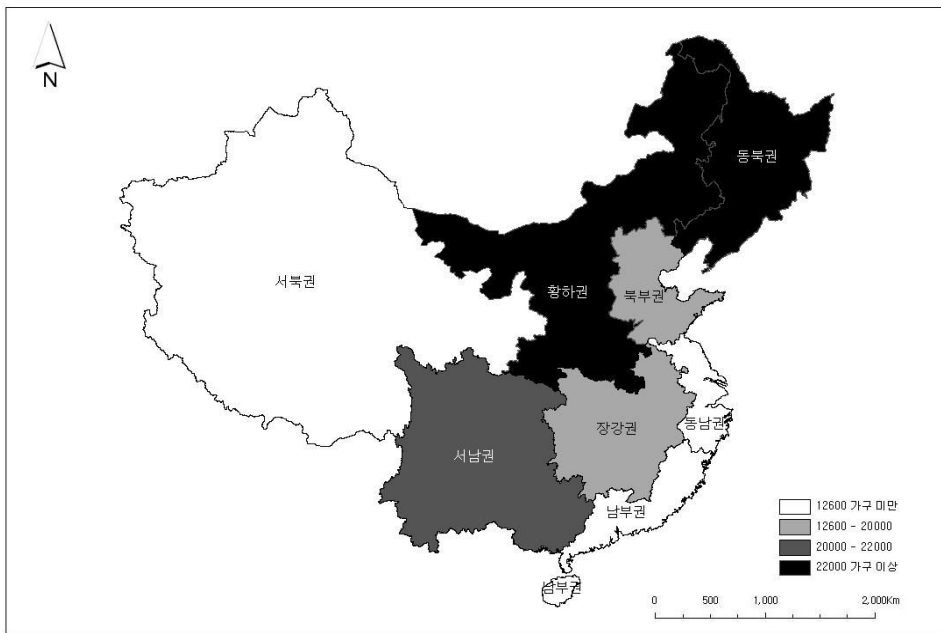 N
동북권
서북권
황하권
북부권
동남권
장강권
서남권
남부권
남부권
12600 가구 미만
12600 - 20000
20000 - 22000
22000 가구 이상
0 500 1,000 2,000Km